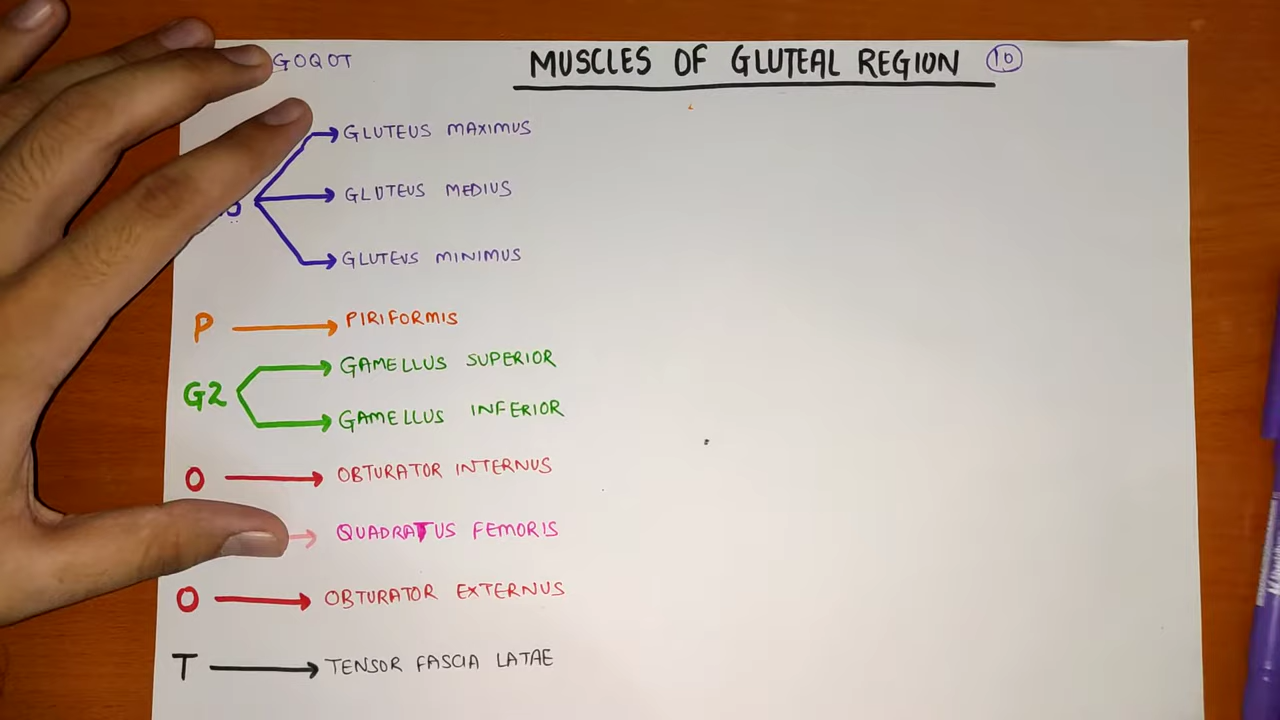 GOQOT
MUSCLES OF GLUTEAL REGION 10
GLUTEUS MAXIMUS
GLUTEUS MEDIUS
GLUTEUS MINIMUS
P PIRIFORMIS
G2
GAMELLUS SUPERIOR
GAMELLUS INFERIOR
O OBTURATOR INTERNUS
QUADRATUS FEMORIS
O OBTURATOR EXTERNUS
T TENSOR FASCIA LATAE